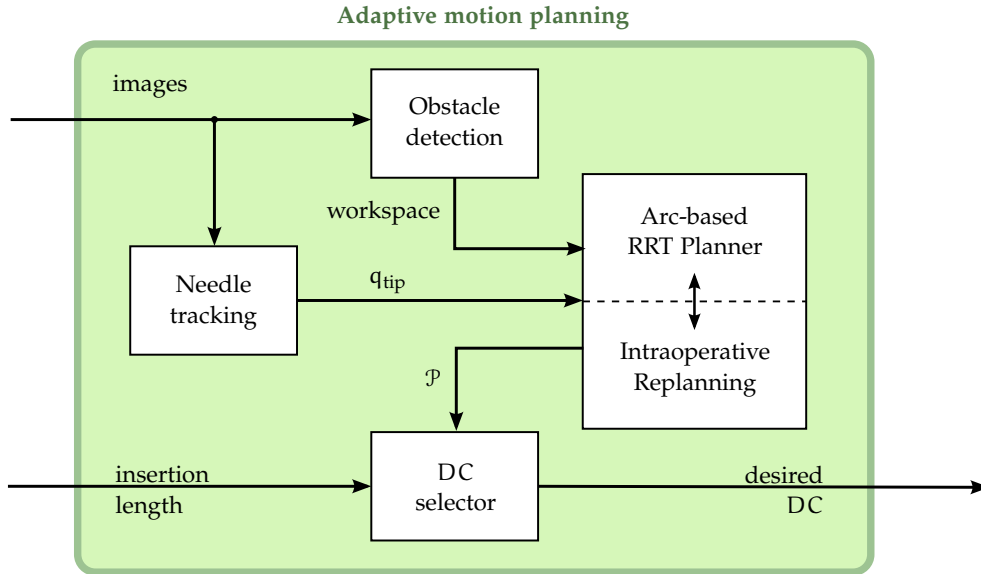 Adaptive motion planning
images
Obstacle
detection
workspace
Arc-based
RRT Planner
Needle
tracking
q_tip
Intraoperative
Replanning
𝒫
insertion
length
DC
selector
desired
DC